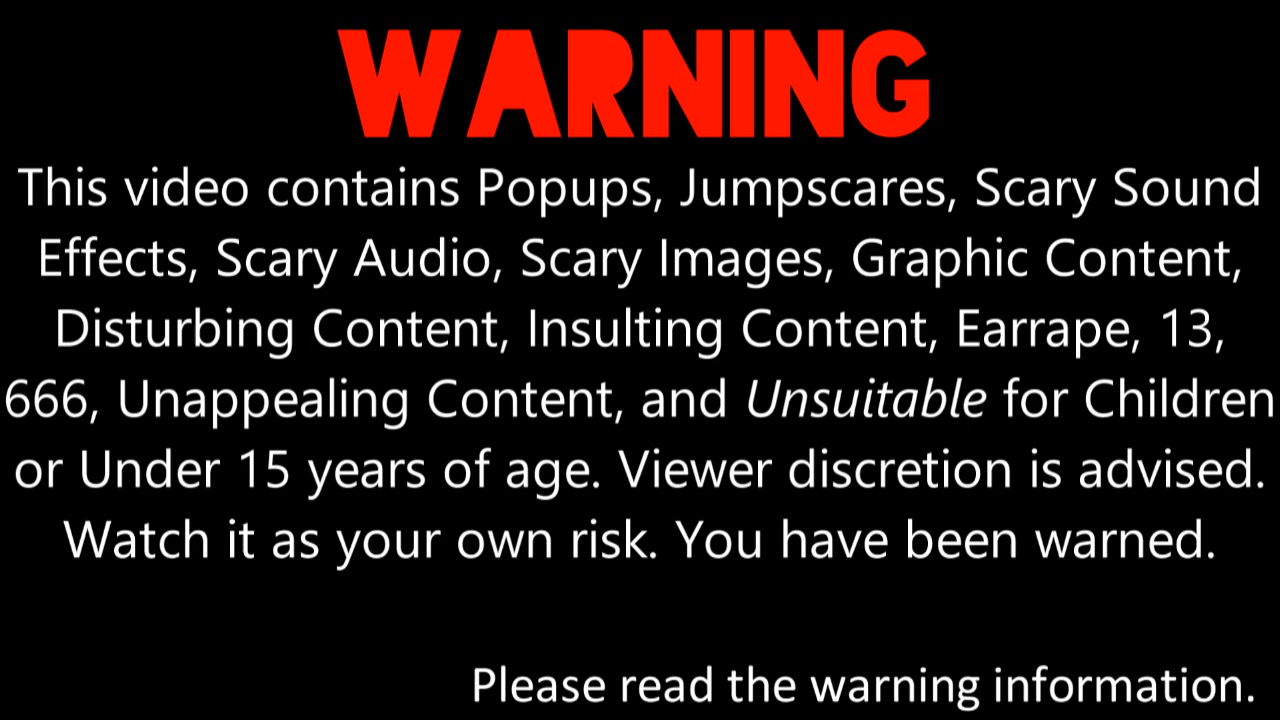 WARNING
This video contains Popups, Jumpscares, Scary Sound
Effects, Scary Audio, Scary Images, Graphic Content,
Disturbing Content, Insulting Content, Earrape, 13,
666, Unappealing Content, and Unsuitable for Children
or Under 15 years of age. Viewer discretion is advised.
Watch it as your own risk. You have been warned.
Please read the warning information.